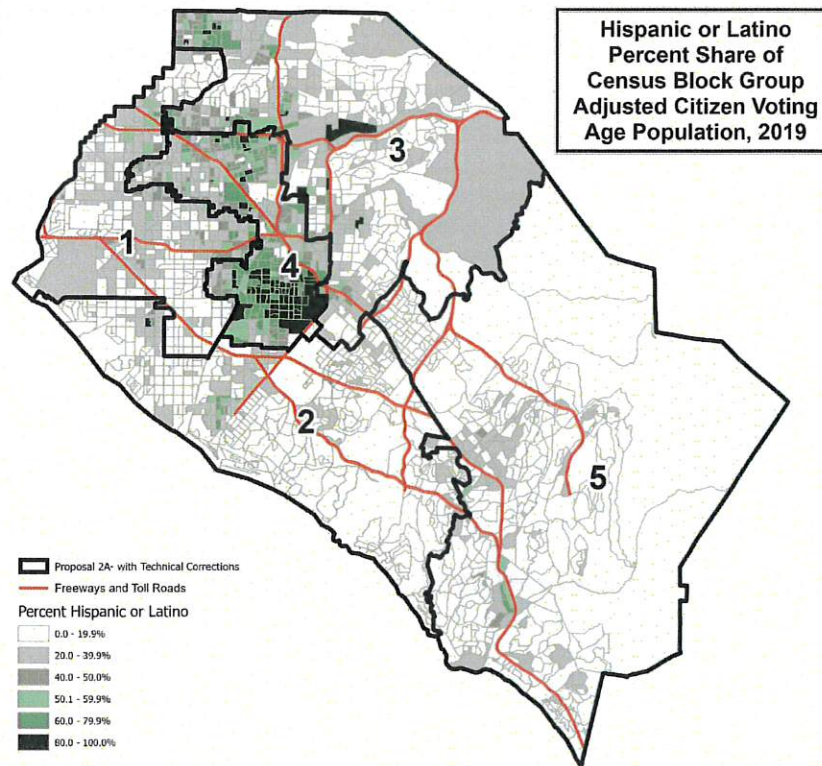 Hispanic or Latino
Percent Share of
Census Block Group
Adjusted Citizen Voting
Age Population, 2019
3
1
4
2
5
Proposal 2A- with Technical Corrections
Freeways and Toll Roads
Percent Hispanic or Latino
0.0 - 19.9%
20.0 - 39.9%
40.0 - 50.0%
50.1 - 59.9%
60.0 - 79.9%
80.0 - 100.0%